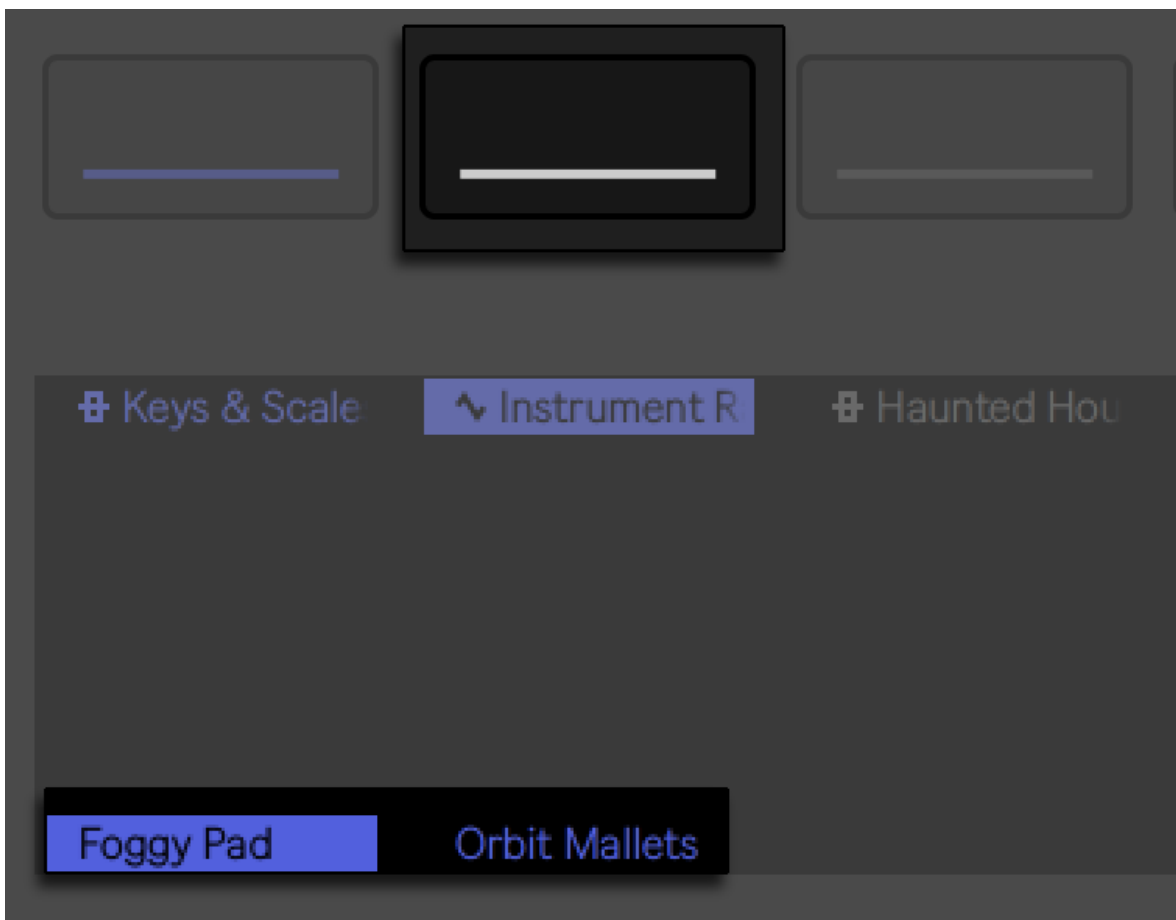 Keys & Scale
Instrument R
Haunted Hou
Foggy Pad
Orbit Mallets